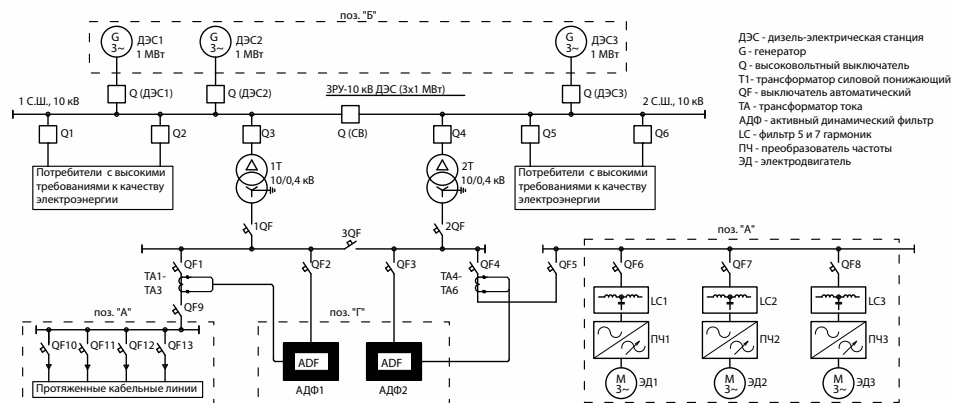 поз. "Б"
G
3~
ДЭС1
1 МВт
G
3~
ДЭС2
1 МВт
G
3~
ДЭС3
1 МВт
ДЭС - дизель-электрическая станция
G - генератор
Q - высоковольтный выключатель
T1- трансформатор силовой понижающий
QF - выключатель автоматический
TA - трансформатор тока
АДФ - активный динамический фильтр
LC - фильтр 5 и 7 гармоник
ПЧ - преобразователь частоты
ЭД - электродвигатель
Q (ДЭС1)
Q (ДЭС2)
ЗРУ-10 кВ ДЭС (3х1 МВт)
Q (ДЭС3)
1 С.Ш., 10 кВ
2 С.Ш., 10 кВ
Q (СВ)
Q1
Q2
Q3
Q4
Q5
Q6
Потребители с высокими
требованиями к качеству
электроэнергии
1Т
10/0,4 кВ
2Т
10/0,4 кВ
Потребители с высокими
требованиями к качеству
электроэнергии
1QF
3QF
2QF
поз. "А"
QF1
QF2
QF3
QF4
QF5
QF6
QF7
QF8
TA1-
TA3
TA4-
TA6
LC1
LC2
LC3
QF9
поз. "А"
поз. "Г"
ПЧ1
ПЧ2
ПЧ3
QF10
QF11
QF12
QF13
ADF
ADF
Протяженные кабельные линии
АДФ1
АДФ2
M
3~
ЭД1
M
3~
ЭД2
M
3~
ЭД3